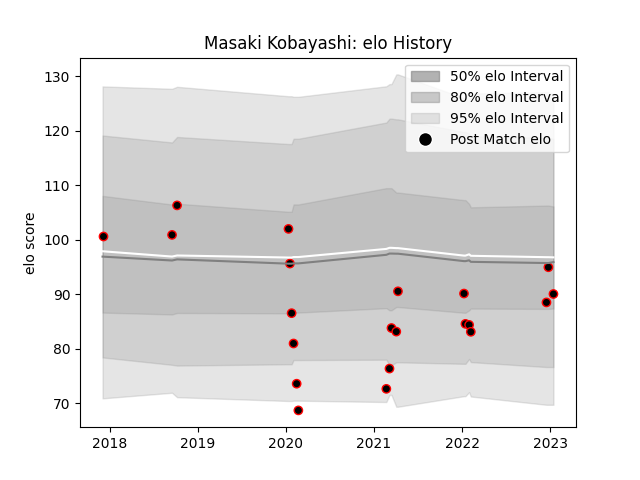 Masaki Kobayashi: elo History
130
120
110
100
90
80
70
elo score
50% elo Interval
80% elo Interval
95% elo Interval
Post Match elo
2018
2019
2020
2021
2022
2023